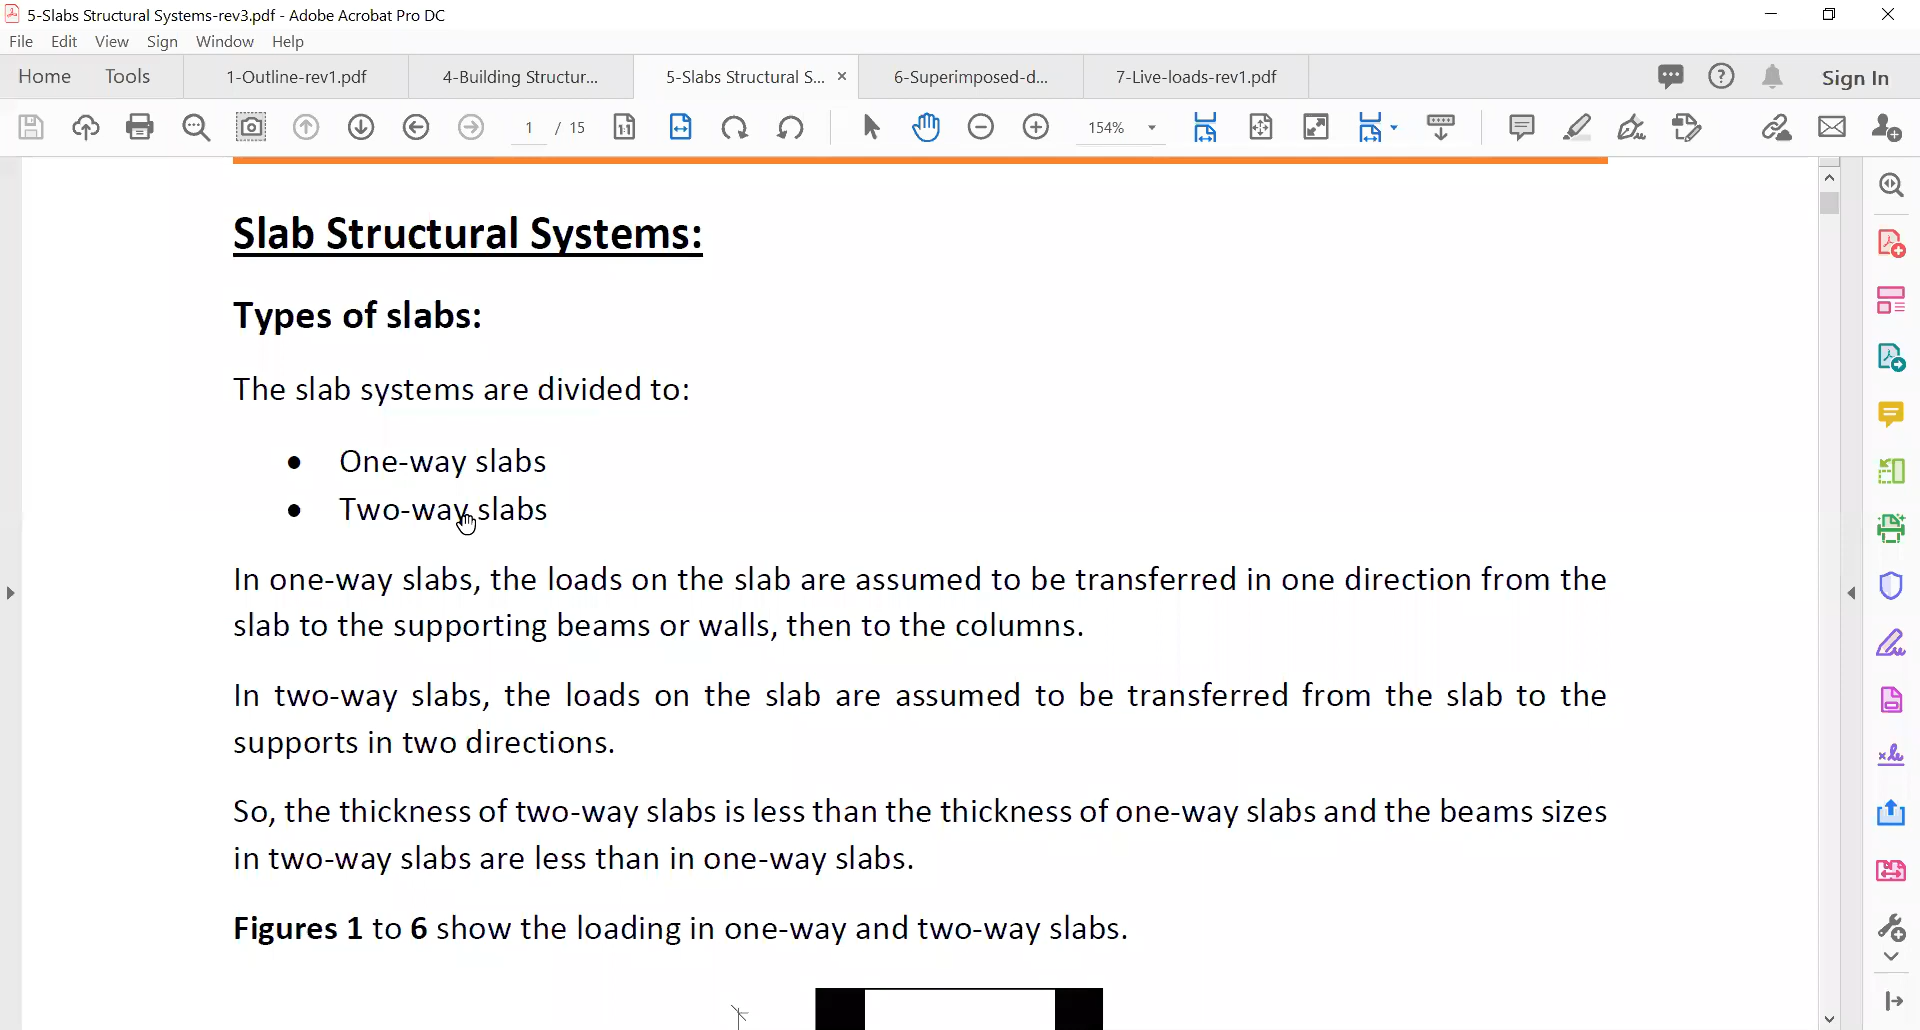 5-Slabs Structural Systems-rev3.pdf - Adobe Acrobat Pro DC
File Edit View Sign Window Help
Home Tools 1-Outline-rev1.pdf 4-Building Structur... 5-Slabs Structural S... × 6-Superimposed-d... 7-Live-loads-rev1.pdf Sign In
1 / 15 154%
Slab Structural Systems:
Types of slabs:
The slab systems are divided to:
• One-way slabs
• Two-way slabs
In one-way slabs, the loads on the slab are assumed to be transferred in one direction from the
slab to the supporting beams or walls, then to the columns.
In two-way slabs, the loads on the slab are assumed to be transferred from the slab to the
supports in two directions.
So, the thickness of two-way slabs is less than the thickness of one-way slabs and the beams sizes
in two-way slabs are less than in one-way slabs.
Figures 1 to 6 show the loading in one-way and two-way slabs.